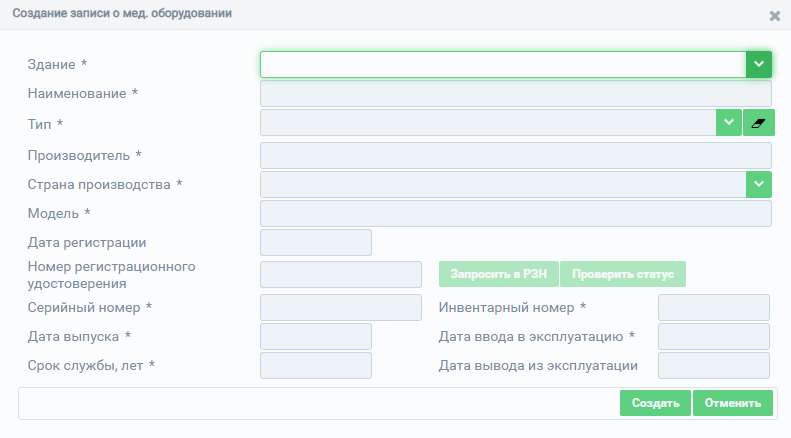 Создание записи о мед. оборудовании
Здание *
Наименование *
Тип *
Производитель *
Страна производства *
Модель *
Дата регистрации
Номер регистрационного
удостоверения
Запросить в РЗН Проверить статус
Серийный номер * Инвентарный номер *
Дата выпуска * Дата ввода в эксплуатацию *
Срок службы, лет * Дата вывода из эксплуатации
Создать Отменить